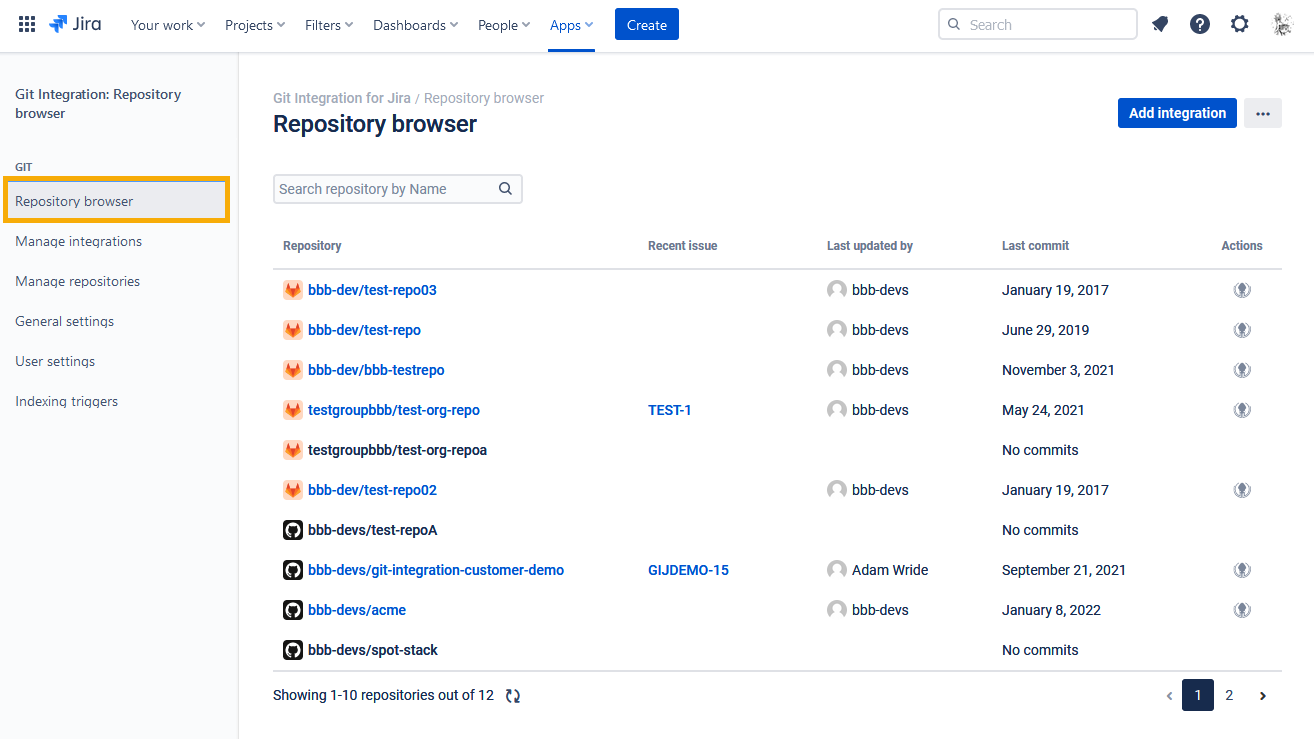 Jira Your work Projects Filters Dashboards People Apps Create Search
Git Integration: Repository
browser
GIT
Repository browser
Manage integrations
Manage repositories
General settings
User settings
Indexing triggers
Git Integration for Jira / Repository browser
Repository browser
Add integration ...
Search repository by Name
Repository Recent issue Last updated by Last commit Actions
bbb-dev/test-repo03 bbb-devs January 19, 2017
bbb-dev/test-repo bbb-devs June 29, 2019
bbb-dev/bbb-testrepo bbb-devs November 3, 2021
testgroupbbb/test-org-repo TEST-1 bbb-devs May 24, 2021
testgroupbbb/test-org-repoa No commits
bbb-dev/test-repo02 bbb-devs January 19, 2017
bbb-devs/test-repoA No commits
bbb-devs/git-integration-customer-demo GIJDEMO-15 Adam Wride September 21, 2021
bbb-devs/acme bbb-devs January 8, 2022
bbb-devs/spot-stack No commits
Showing 1-10 repositories out of 12 ‹ 1 2 ›